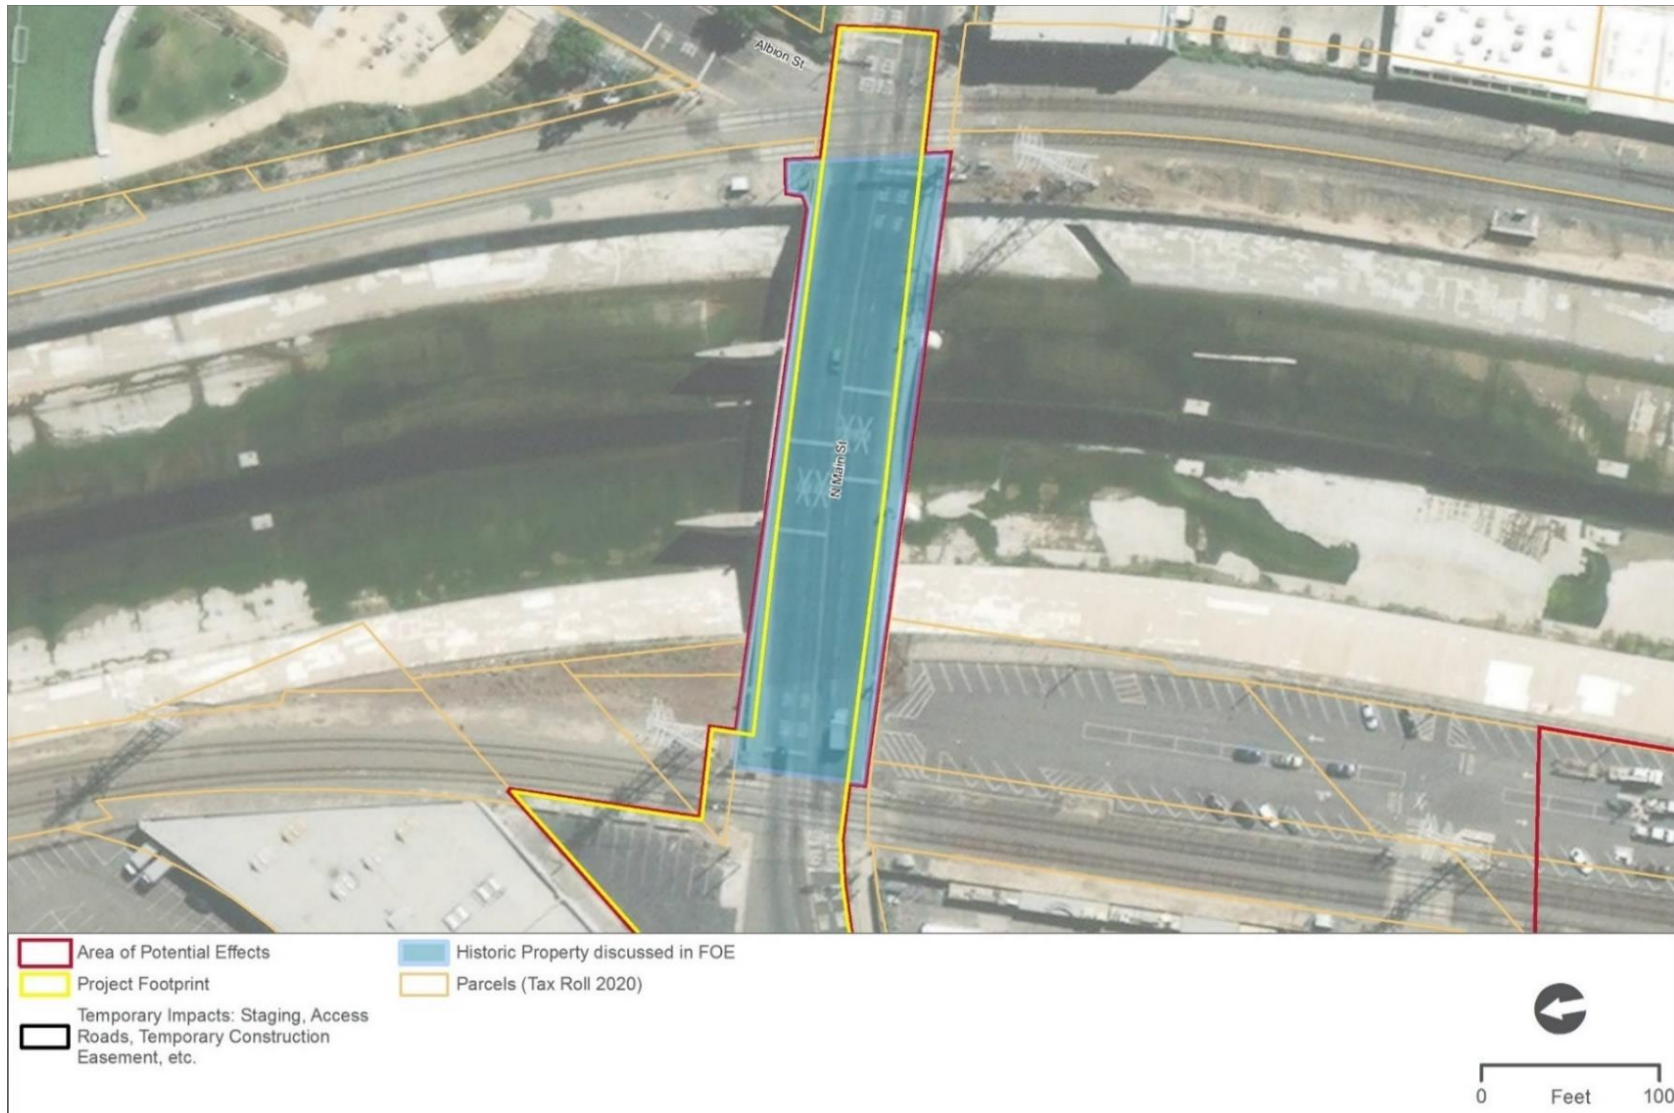 Albion St
N Main St
Area of Potential Effects
Project Footprint
Temporary Impacts: Staging, Access
Roads, Temporary Construction
Easement, etc.
Historic Property discussed in FOE
Parcels (Tax Roll 2020)
0 Feet 100